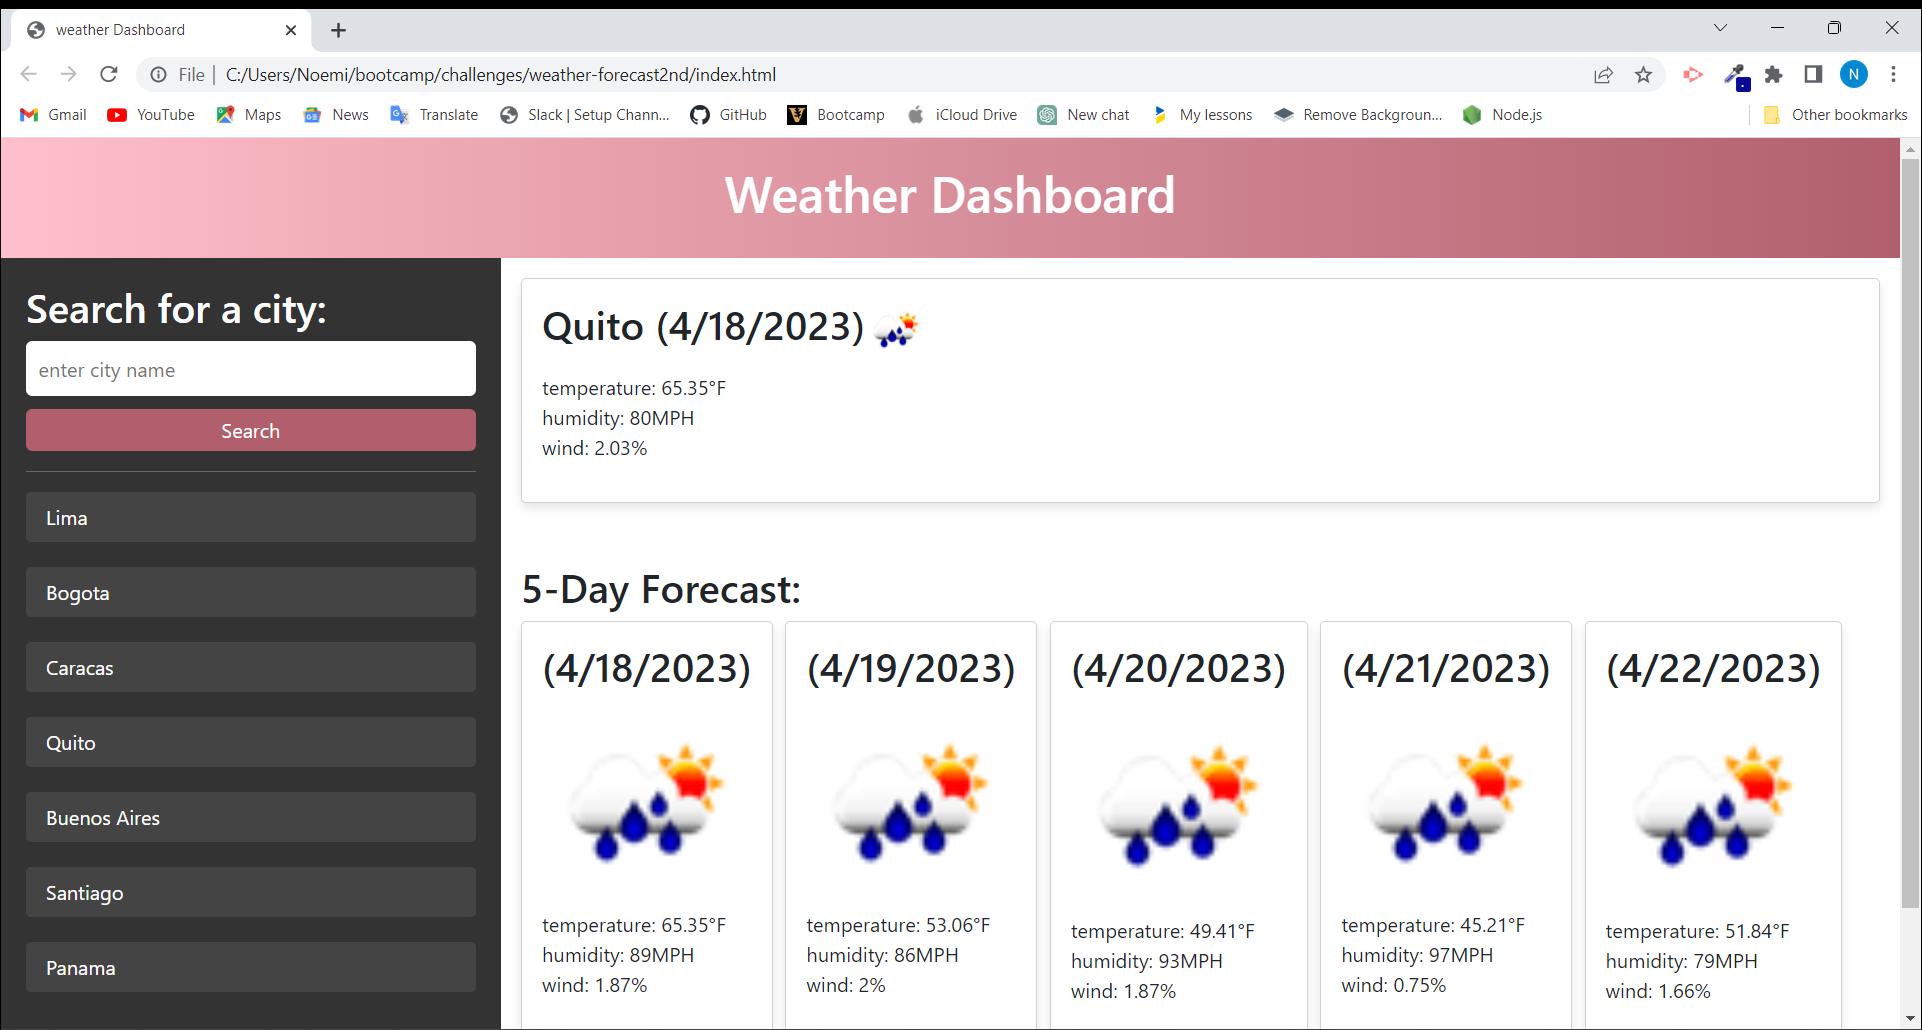 weather Dashboard
File | C:/Users/Noemi/bootcamp/challenges/weather-forecast2nd/index.html
N
Gmail YouTube Maps News Translate Slack | Setup Chann... GitHub Bootcamp iCloud Drive New chat My lessons Remove Backgroun... Node.js Other bookmarks
Weather Dashboard
Search for a city:
enter city name
Search
Lima
Bogota
Caracas
Quito
Buenos Aires
Santiago
Panama
Quito (4/18/2023)
temperature: 65.35°F
humidity: 80MPH
wind: 2.03%
5-Day Forecast:
(4/18/2023)
temperature: 65.35°F
humidity: 89MPH
wind: 1.87%
(4/19/2023)
temperature: 53.06°F
humidity: 86MPH
wind: 2%
(4/20/2023)
temperature: 49.41°F
humidity: 93MPH
wind: 1.87%
(4/21/2023)
temperature: 45.21°F
humidity: 97MPH
wind: 0.75%
(4/22/2023)
temperature: 51.84°F
humidity: 79MPH
wind: 1.66%